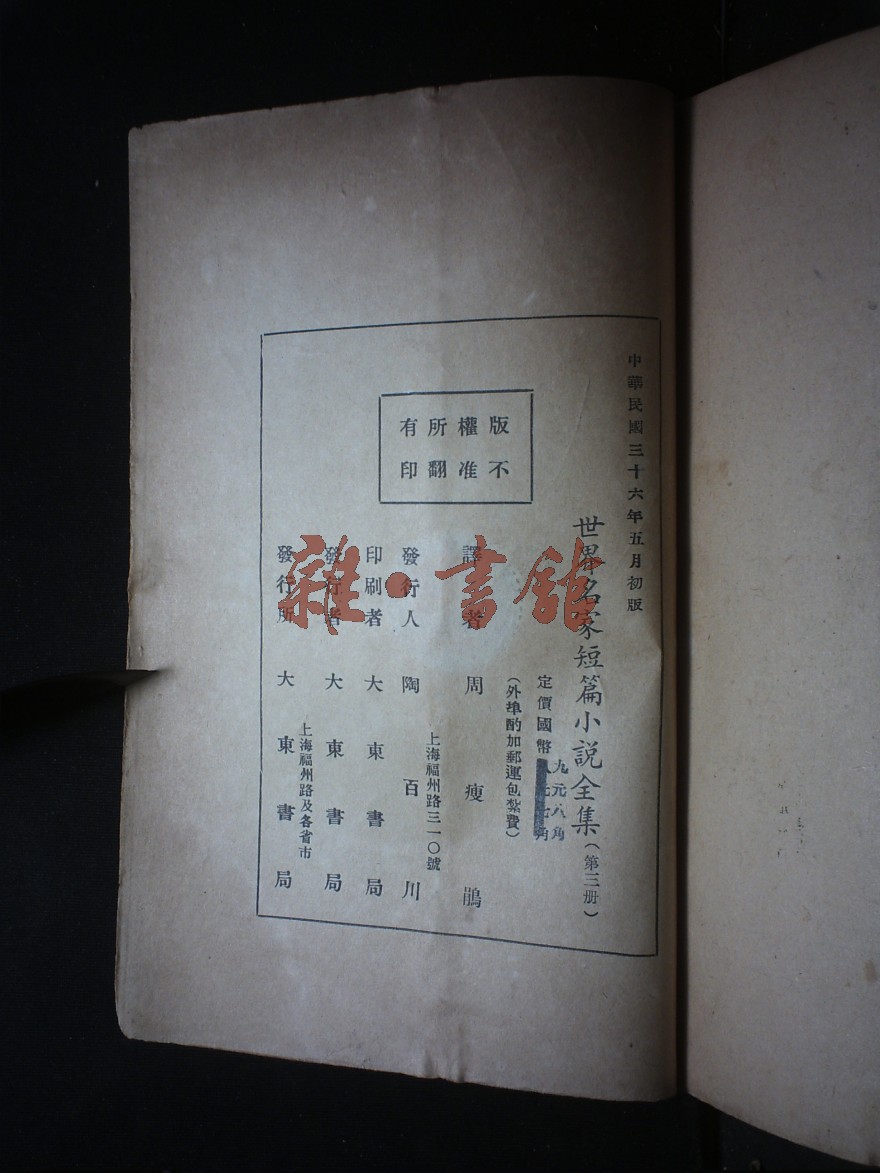 中華民國三十六年五月初版
世界名家短篇小說全集(第三册)
九元八角
定價國幣
(外埠酌加郵運包紮費)
版權所有
不准翻印
譯者 周瘦鵑
上海福州路三一〇號
發行人 陶百川
印刷者 大東書局
發行者 大東書局
上海福州路及各省市
發行所 大東書局
雜·書館